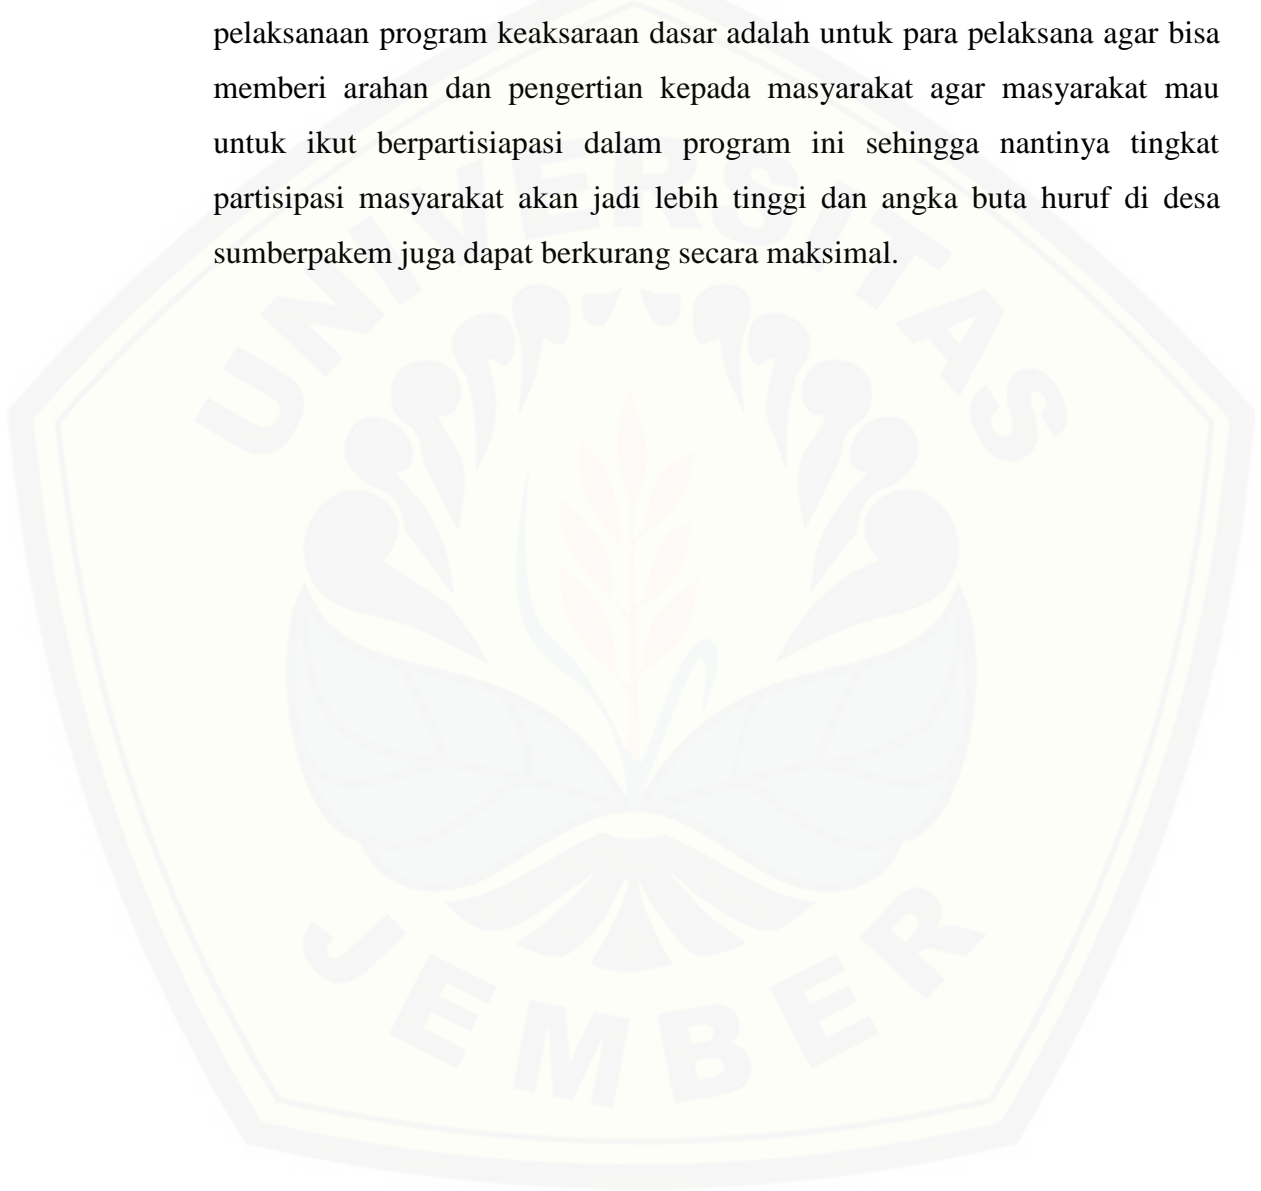 pelaksanaan program keaksaraan dasar adalah untuk para pelaksana agar bisa
memberi arahan dan pengertian kepada masyarakat agar masyarakat mau
untuk ikut berpartisiapasi dalam program ini sehingga nantinya tingkat
partisipasi masyarakat akan jadi lebih tinggi dan angka buta huruf di desa
sumberpakem juga dapat berkurang secara maksimal.
UNIVERSITAS
JEMBER